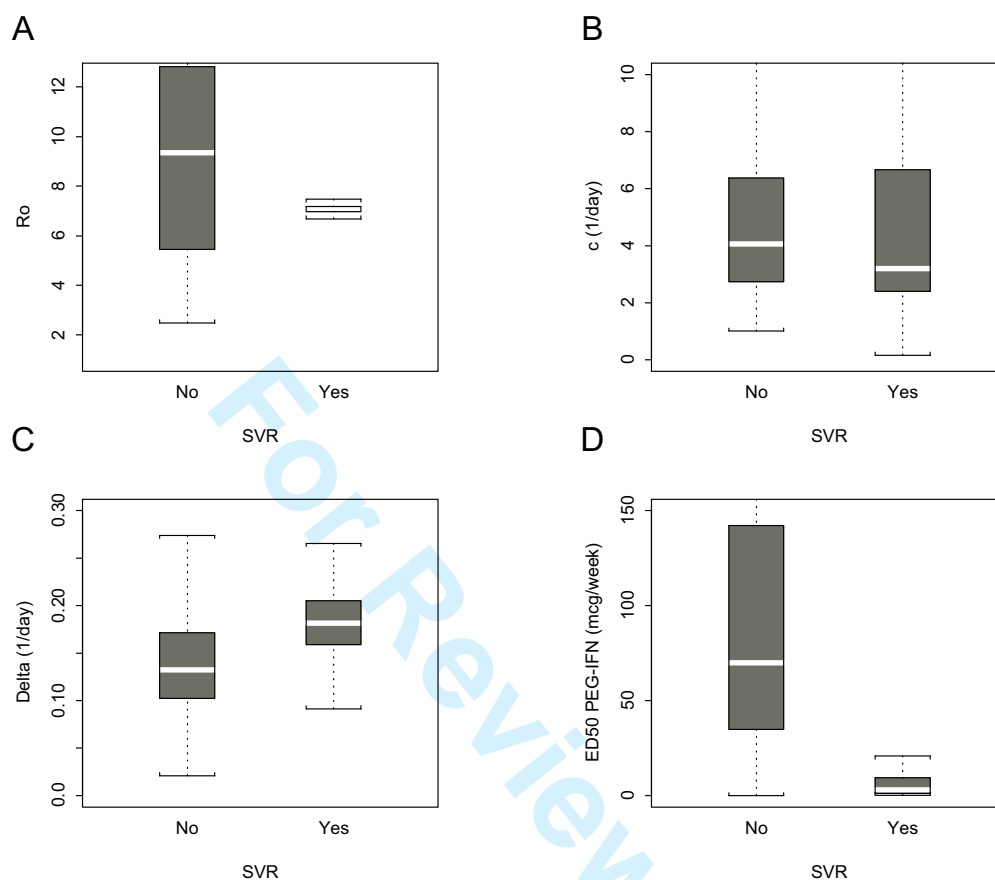 A
Ro
12
10
8
6
4
2
No Yes
SVR
B
c (1/day)
10
8
6
4
2
0
No Yes
SVR
C
Delta (1/day)
0.30
0.20
0.10
0.0
No Yes
SVR
D
ED50 PEG-IFN (mcg/week)
150
100
50
0
No Yes
SVR
For Review